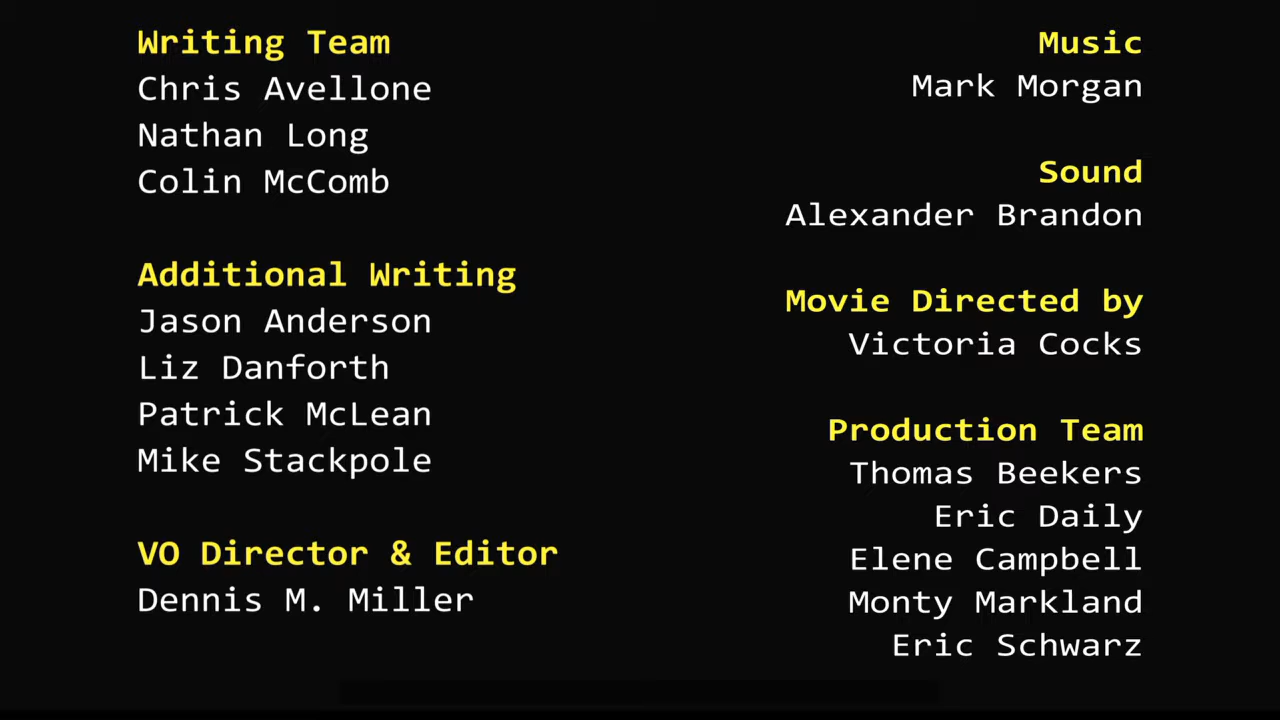 Writing Team
Chris Avellone
Nathan Long
Colin McComb
Additional Writing
Jason Anderson
Liz Danforth
Patrick McLean
Mike Stackpole
VO Director & Editor
Dennis M. Miller
Music
Mark Morgan
Sound
Alexander Brandon
Movie Directed by
Victoria Cocks
Production Team
Thomas Beekers
Eric Daily
Elene Campbell
Monty Markland
Eric Schwarz